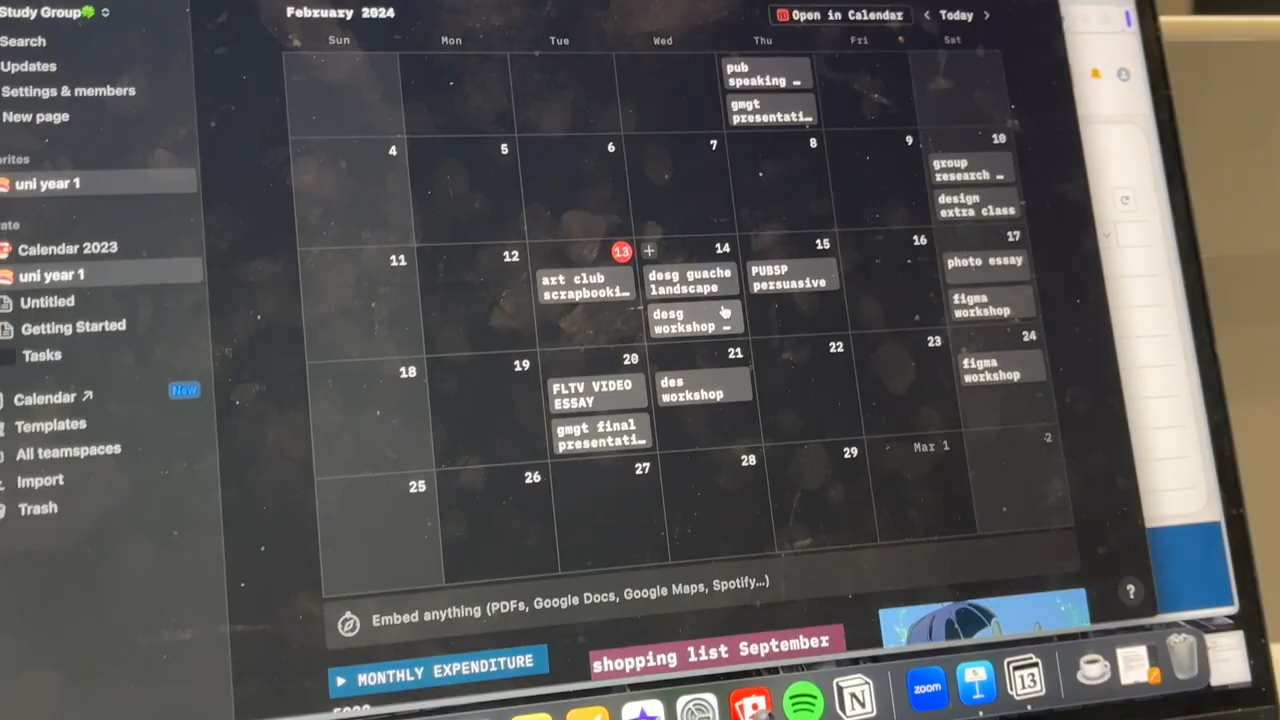 Study Group🍀
Search
Updates
Settings & members
New page
uni year 1
Calendar 2023
uni year 1
Untitled
Getting Started
Tasks
Calendar ↗ New
Templates
All teamspaces
Import
Trash
February 2024
Open in Calendar
< Today >
Sun Mon Tue Wed Thu Fri Sat
pub
speaking …
gmgt
presentati…
4 5 6 7 8 9 10
group
research …
design
extra class
11 12 13 + 14 15 16 17
art club
scrapbooki…
desg guache
landscape
desg
workshop …
PUBSP
persuasive
photo essay
figma
workshop
18 19 20 21 22 23 24
FLTV VIDEO
ESSAY
gmgt final
presentati…
des
workshop
figma
workshop
25 26 27 28 29 Mar 1 2
Embed anything (PDFs, Google Docs, Google Maps, Spotify…)
?
▶ MONTHLY EXPENDITURE
shopping list September
zoom
N
13